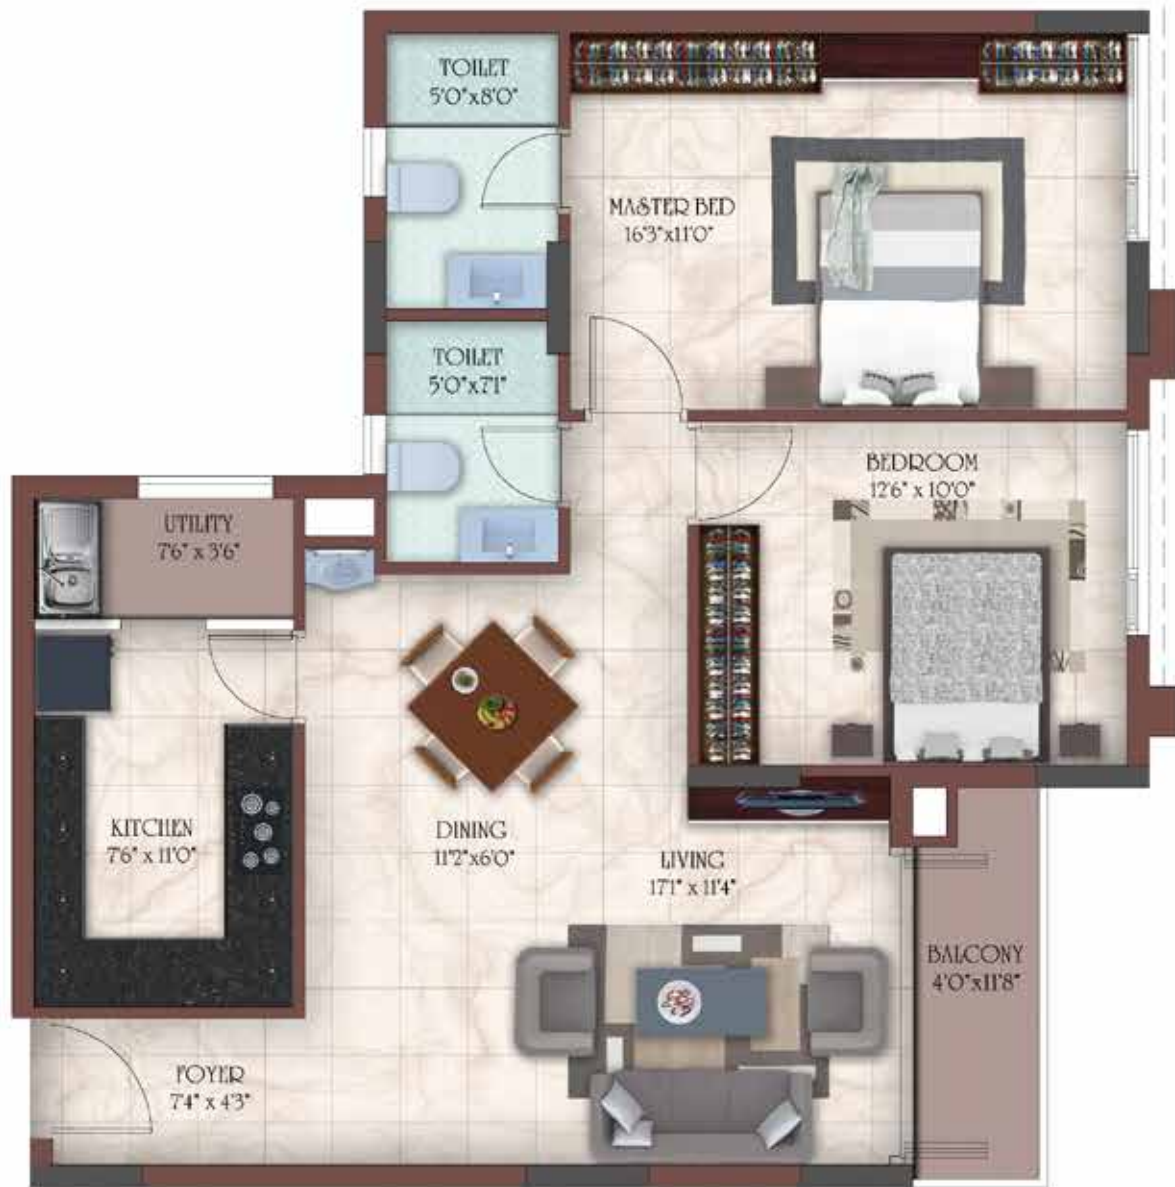 TOILET
5'0"x8'0"
MASTER BED
16'3"x11'0"
TOILET
5'0"x7'1"
BEDROOM
12'6" x 10'0"
UTILITY
7'6" x 3'6"
KITCHEN
7'6" x 11'0"
DINING
11'2"x6'0"
LIVING
17'1" x 11'4"
BALCONY
4'0"x11'8"
FOYER
7'4" x 4'3"